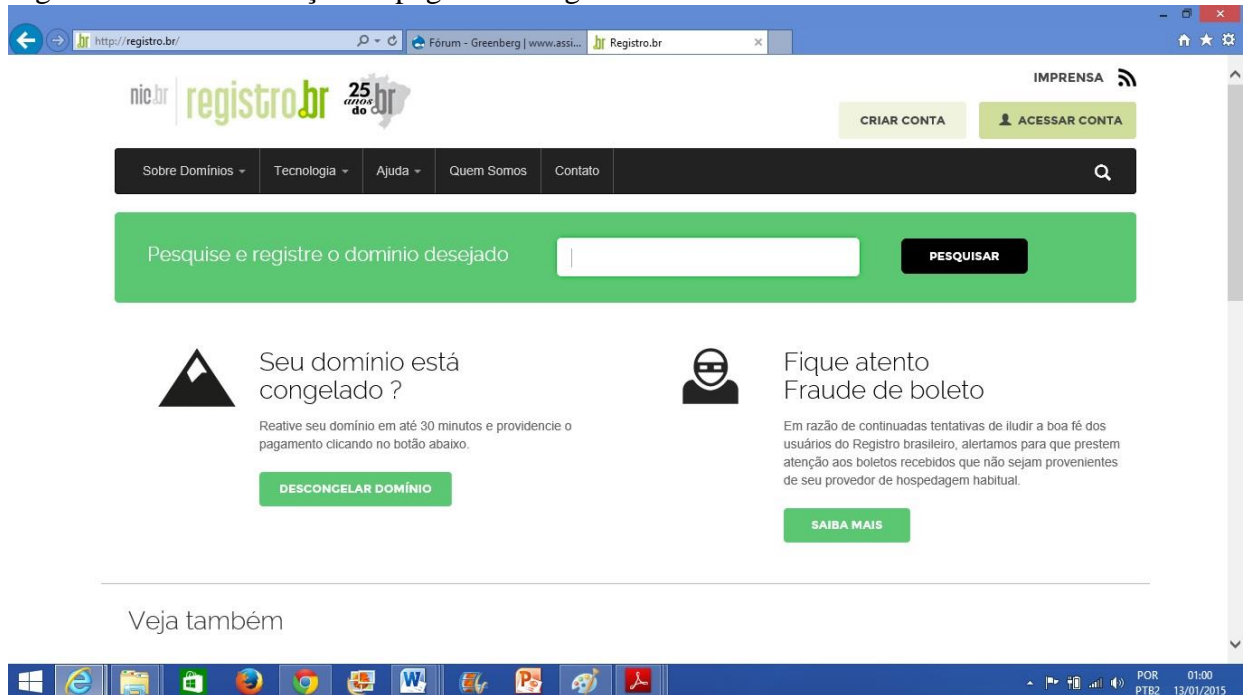 http://registro.br/
Fórum - Greenberg | www.assi...
Registro.br
nic.br
registro.br
25
anos
do br
IMPRENSA
CRIAR CONTA
ACESSAR CONTA
Sobre Domínios
Tecnologia
Ajuda
Quem Somos
Contato
Pesquise e registre o domínio desejado
PESQUISAR
Seu domínio está
congelado ?
Reative seu domínio em até 30 minutos e providencie o
pagamento clicando no botão abaixo.
DESCONGELAR DOMÍNIO
Fique atento
Fraude de boleto
Em razão de continuadas tentativas de iludir a boa fé dos
usuários do Registro brasileiro, alertamos para que prestem
atenção aos boletos recebidos que não sejam provenientes
de seu provedor de hospedagem habitual.
SAIBA MAIS
Veja também
POR
PTB2
01:00
13/01/2015